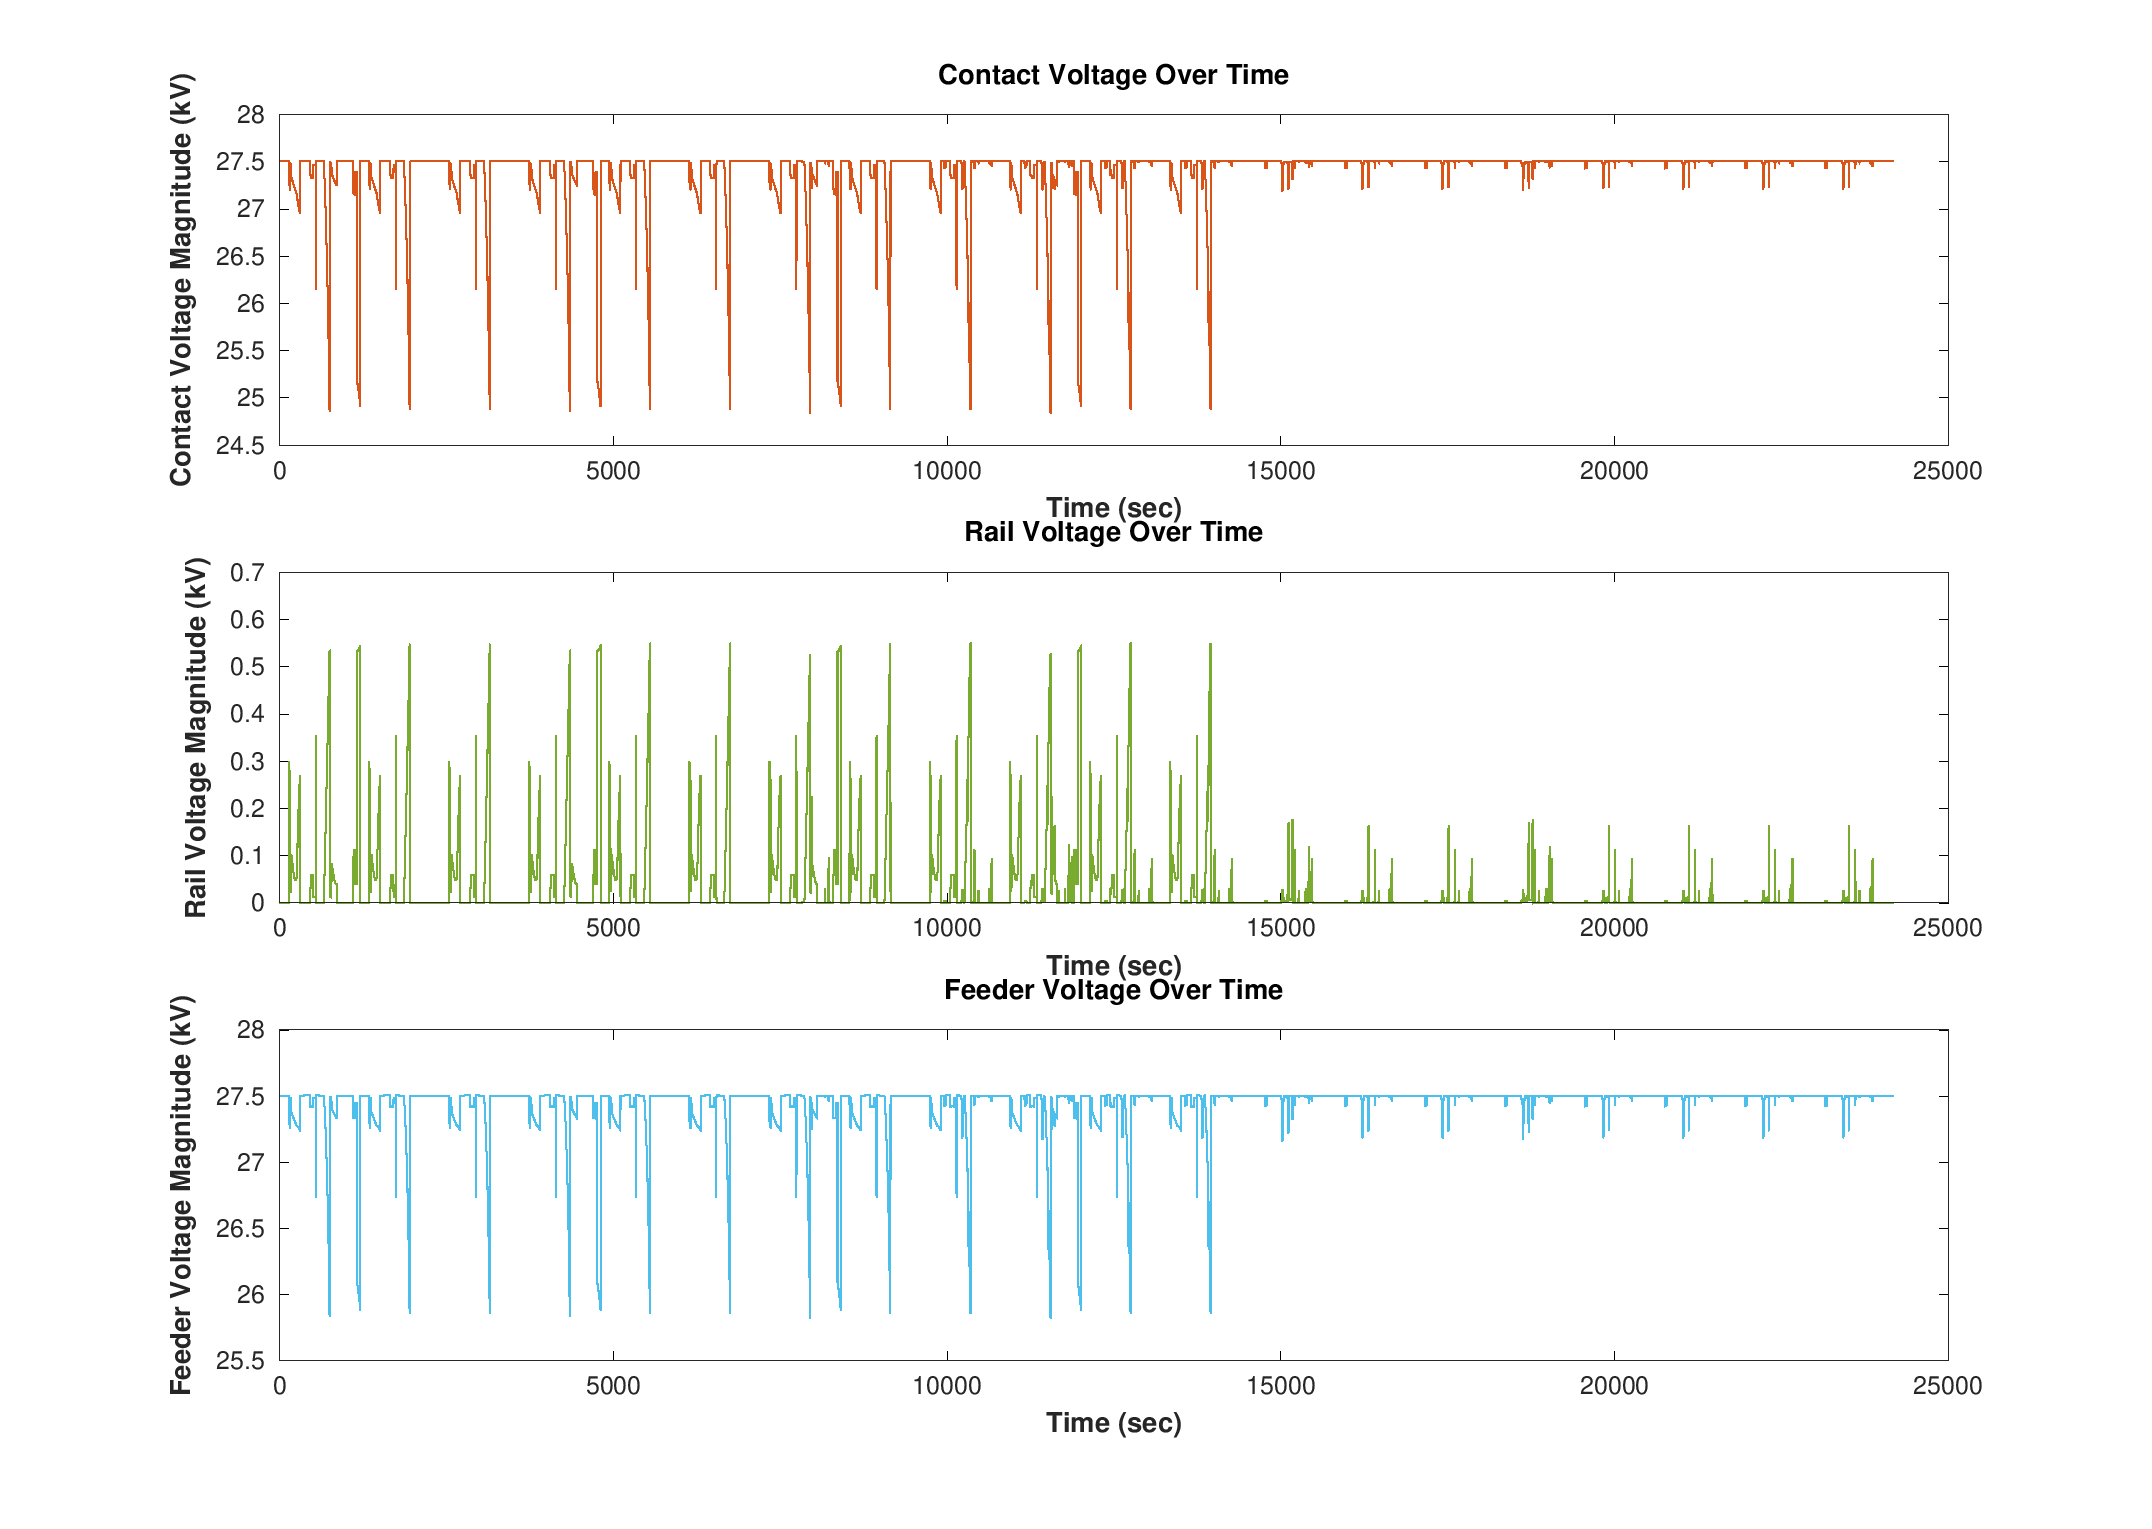 Contact Voltage Over Time
Contact Voltage Magnitude (kV)
28
27.5
27
26.5
26
25.5
25
24.5
0 5000 10000 15000 20000 25000
Time (sec)
Rail Voltage Over Time
Rail Voltage Magnitude (kV)
0.7
0.6
0.5
0.4
0.3
0.2
0.1
0
0 5000 10000 15000 20000 25000
Time (sec)
Feeder Voltage Over Time
Feeder Voltage Magnitude (kV)
28
27.5
27
26.5
26
25.5
0 5000 10000 15000 20000 25000
Time (sec)